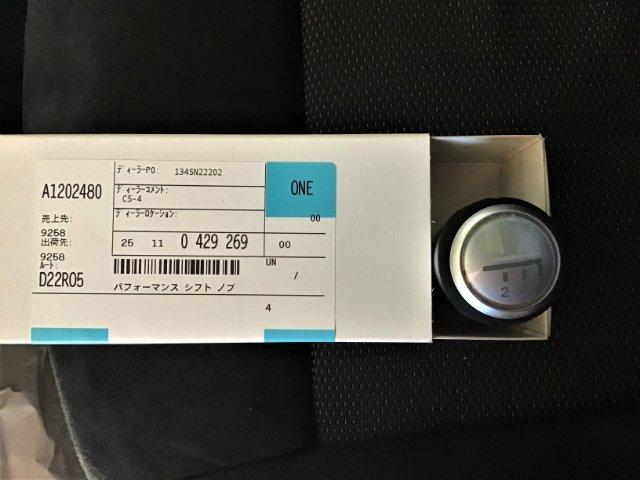 A1202480
売上先:
9258
出荷先:
9258
ルート:
D22R05
ディーラーPO: 134SN22202
ディーラーコメント:
C5-4
ディーラーロケーション:
ONE
00
25 11 0 429 269
00
UN
/
パフォーマンス シフト ノブ
4
2 4